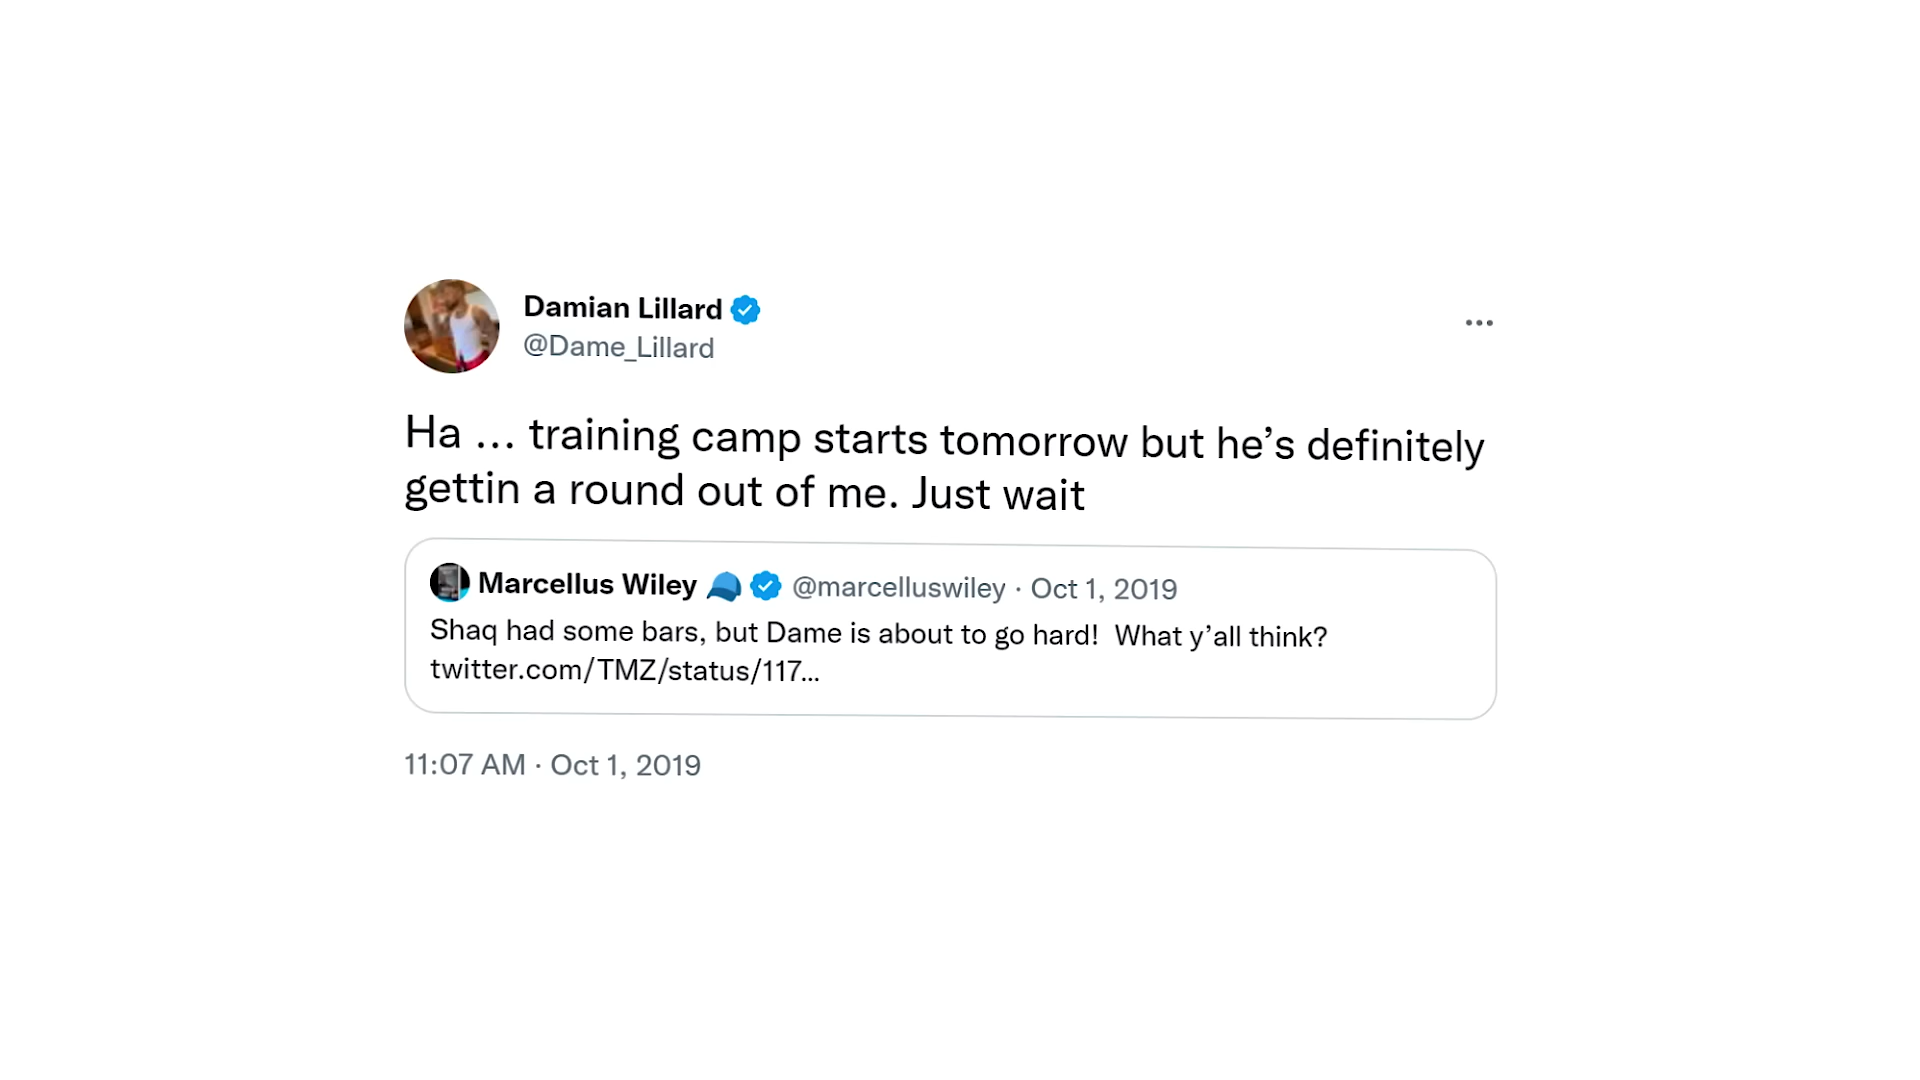 Damian Lillard
@Dame_Lillard
Ha ... training camp starts tomorrow but he’s definitely
gettin a round out of me. Just wait
Marcellus Wiley 🧢 @marcelluswiley · Oct 1, 2019
Shaq had some bars, but Dame is about to go hard!  What y’all think?
twitter.com/TMZ/status/117...
11:07 AM · Oct 1, 2019